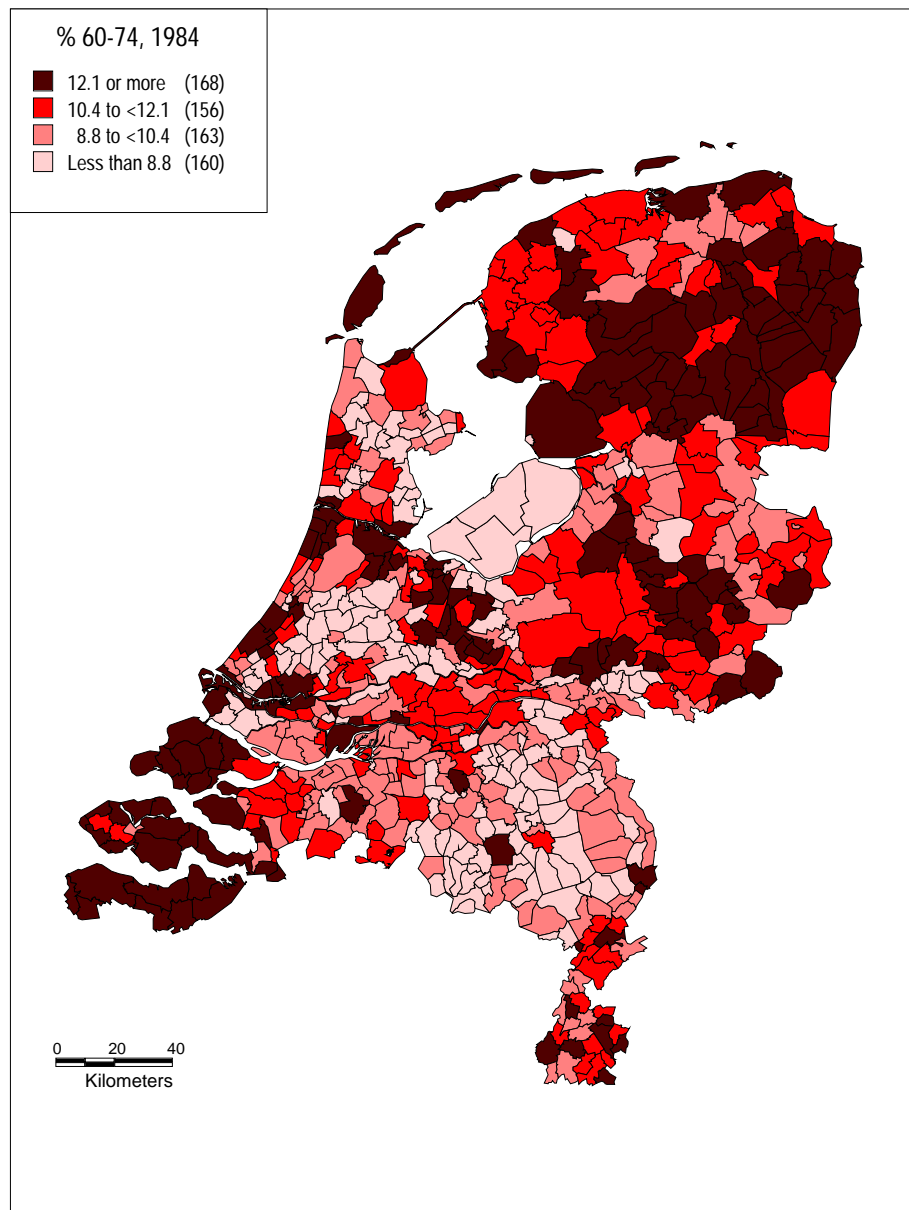 % 60-74, 1984
12.1 or more (168)
10.4 to <12.1 (156)
8.8 to <10.4 (163)
Less than 8.8 (160)
0 20 40
Kilometers